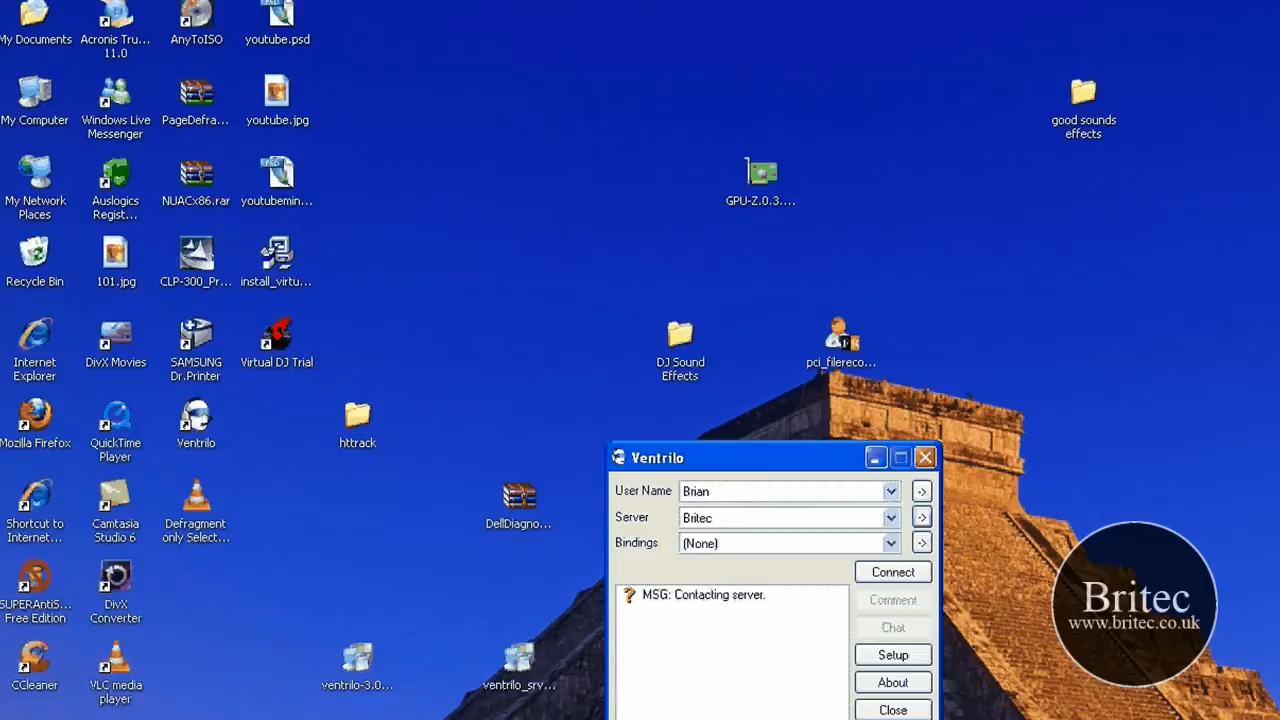 My Documents
Acronis Tru...
11.0
AnyToISO
youtube.psd
My Computer
Windows Live
Messenger
PageDefra...
youtube.jpg
good sounds
effects
My Network
Places
Auslogics
Regist...
NUACx86.rar
youtubemin...
GPU-Z.0.3....
Recycle Bin
101.jpg
CLP-300_Pr...
install_virtu...
Internet
Explorer
DivX Movies
SAMSUNG
Dr.Printer
Virtual DJ Trial
DJ Sound
Effects
pci_filereco...
Mozilla Firefox
QuickTime
Player
Ventrilo
httrack
Shortcut to
Internet...
Camtasia
Studio 6
Defragment
only Select...
DellDiagno...
SUPERAntiS...
Free Edition
DivX
Converter
CCleaner
VLC media
player
ventrilo-3.0...
ventrilo_srv...
Ventrilo
User Name Brian ->
Server Britec ->
Bindings (None) ->
Connect
MSG: Contacting server.
Comment
Chat
Setup
About
Close
Britec
www.britec.co.uk